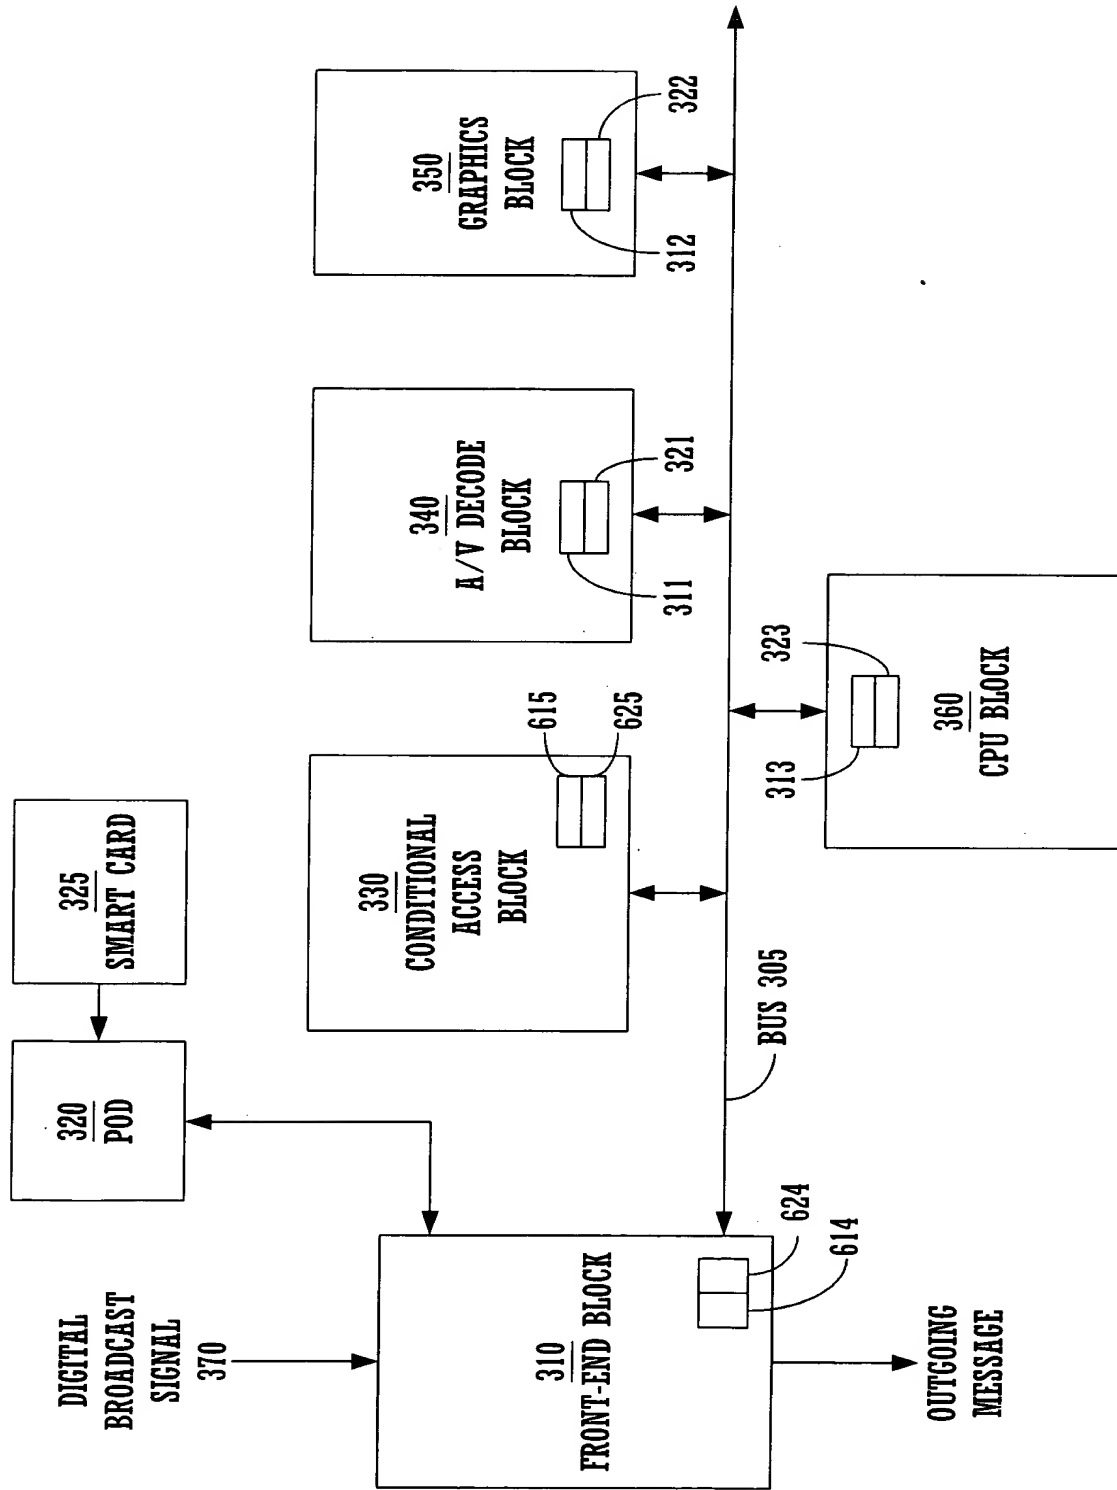 DIGITAL
BROADCAST
SIGNAL
370
310
FRONT-END BLOCK
624
614
OUTGOING
MESSAGE
320
POD
325
SMART CARD
330
CONDITIONAL
ACCESS
BLOCK
615
625
BUS 305
340
A/V DECODE
BLOCK
311
321
350
GRAPHICS
BLOCK
312
322
313
323
360
CPU BLOCK